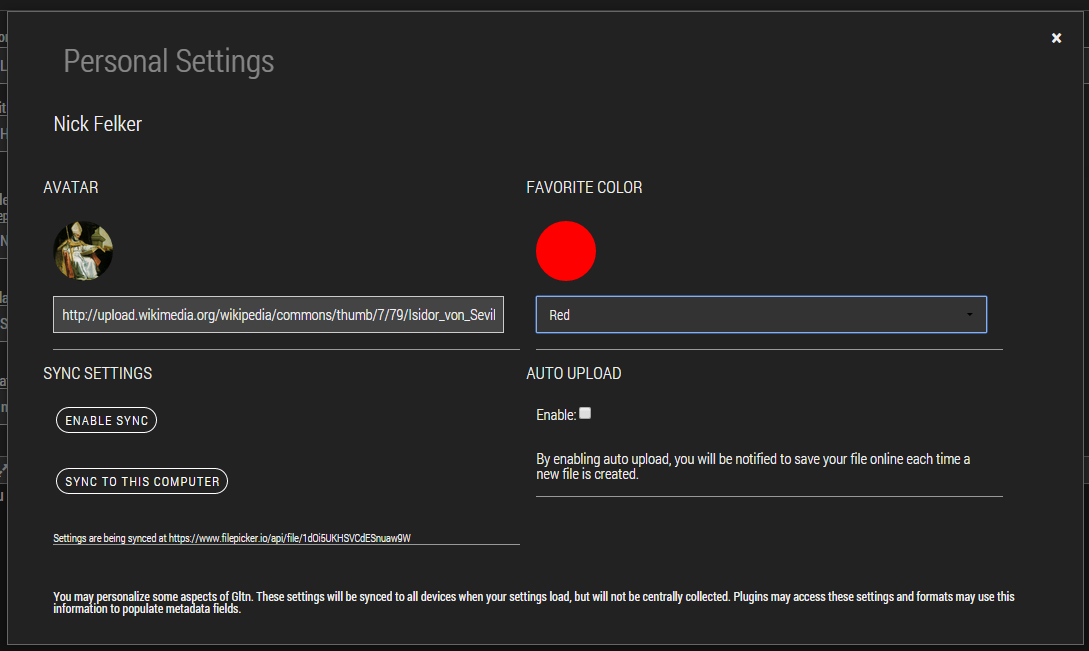 Personal Settings
Nick Felker
AVATAR
FAVORITE COLOR
http://upload.wikimedia.org/wikipedia/commons/thumb/7/79/Isidor_von_Sevil
Red
SYNC SETTINGS
AUTO UPLOAD
ENABLE SYNC
Enable:
SYNC TO THIS COMPUTER
By enabling auto upload, you will be notified to save your file online each time a
new file is created.
Settings are being synced at https://www.filepicker.io/api/file/1dOi5UKHSVCdESnuaw9W
You may personalize some aspects of Gltn. These settings will be synced to all devices when your settings load, but will not be centrally collected. Plugins may access these settings and formats may use this
information to populate metadata fields.